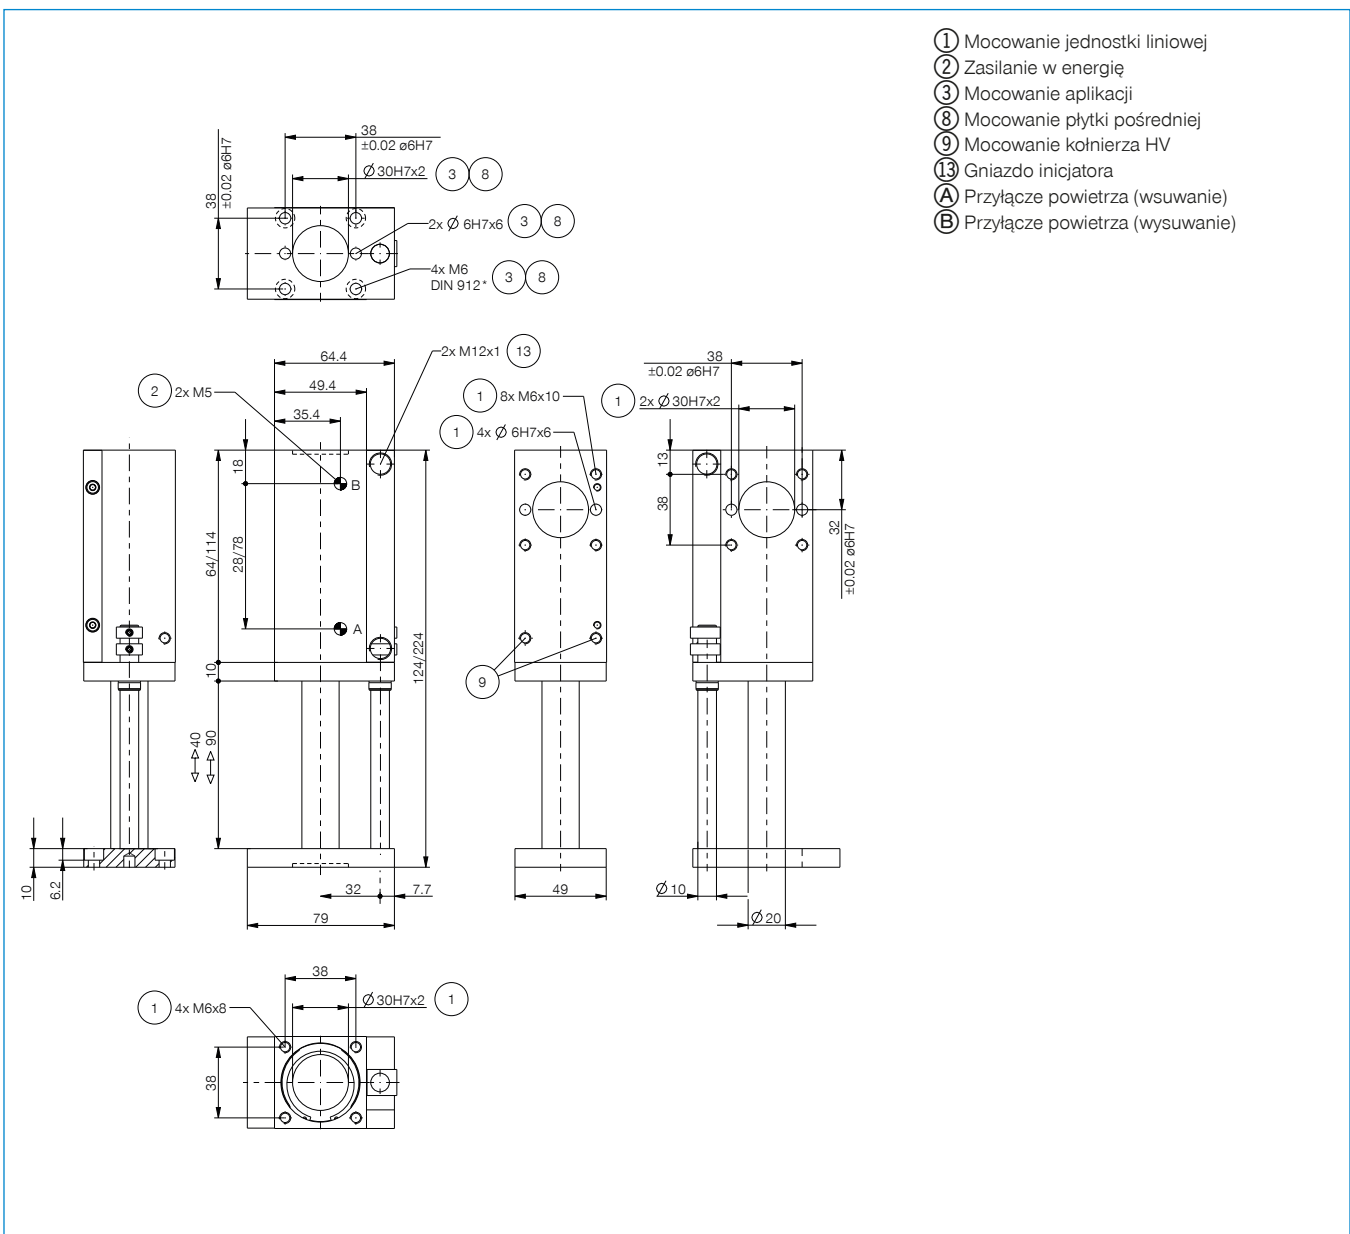 1 Mocowanie jednostki liniowej
2 Zasilanie w energię
3 Mocowanie aplikacji
8 Mocowanie płytki pośredniej
9 Mocowanie kołnierza HV
13 Gniazdo inicjatora
A Przyłącze powietrza (wsuwanie)
B Przyłącze powietrza (wysuwanie)
38
±0.02 ø6H7
38
±0.02 ø6H7
Ø 30H7x2 3 8
2x Ø 6H7x6 3 8
4x M6
DIN 912* 3 8
64.4
49.4
35.4
2x M12x1 13
2 2x M5
18
B
28/78
64/114
A
10
124/224
40
90
32
7.7
79
10
6.2
1 8x M6x10
1 4x Ø 6H7x6
9
49
38
±0.02 ø6H7
1 2x Ø 30H7x2
13
38
32
±0.02 ø6H7
Ø 10
Ø 20
38
1 4x M6x8
Ø 30H7x2 1
38